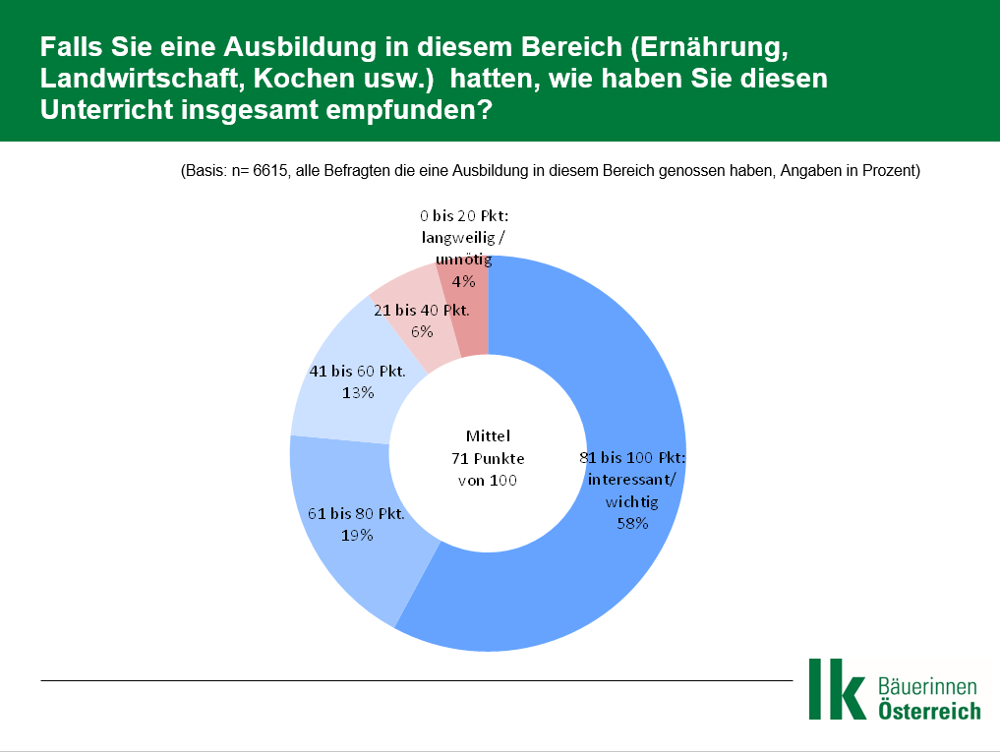 Falls Sie eine Ausbildung in diesem Bereich (Ernährung,
Landwirtschaft, Kochen usw.)  hatten, wie haben Sie diesen
Unterricht insgesamt empfunden?
(Basis: n= 6615, alle Befragten die eine Ausbildung in diesem Bereich genossen haben, Angaben in Prozent)
0 bis 20 Pkt:
langweilig /
unnötig
4%
21 bis 40 Pkt.
6%
41 bis 60 Pkt.
13%
61 bis 80 Pkt.
19%
Mittel
71 Punkte
von 100
81 bis 100 Pkt:
interessant/
wichtig
58%
lk
Bäuerinnen
Österreich